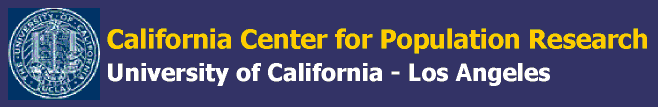 California Center for Population Research
University of California - Los Angeles